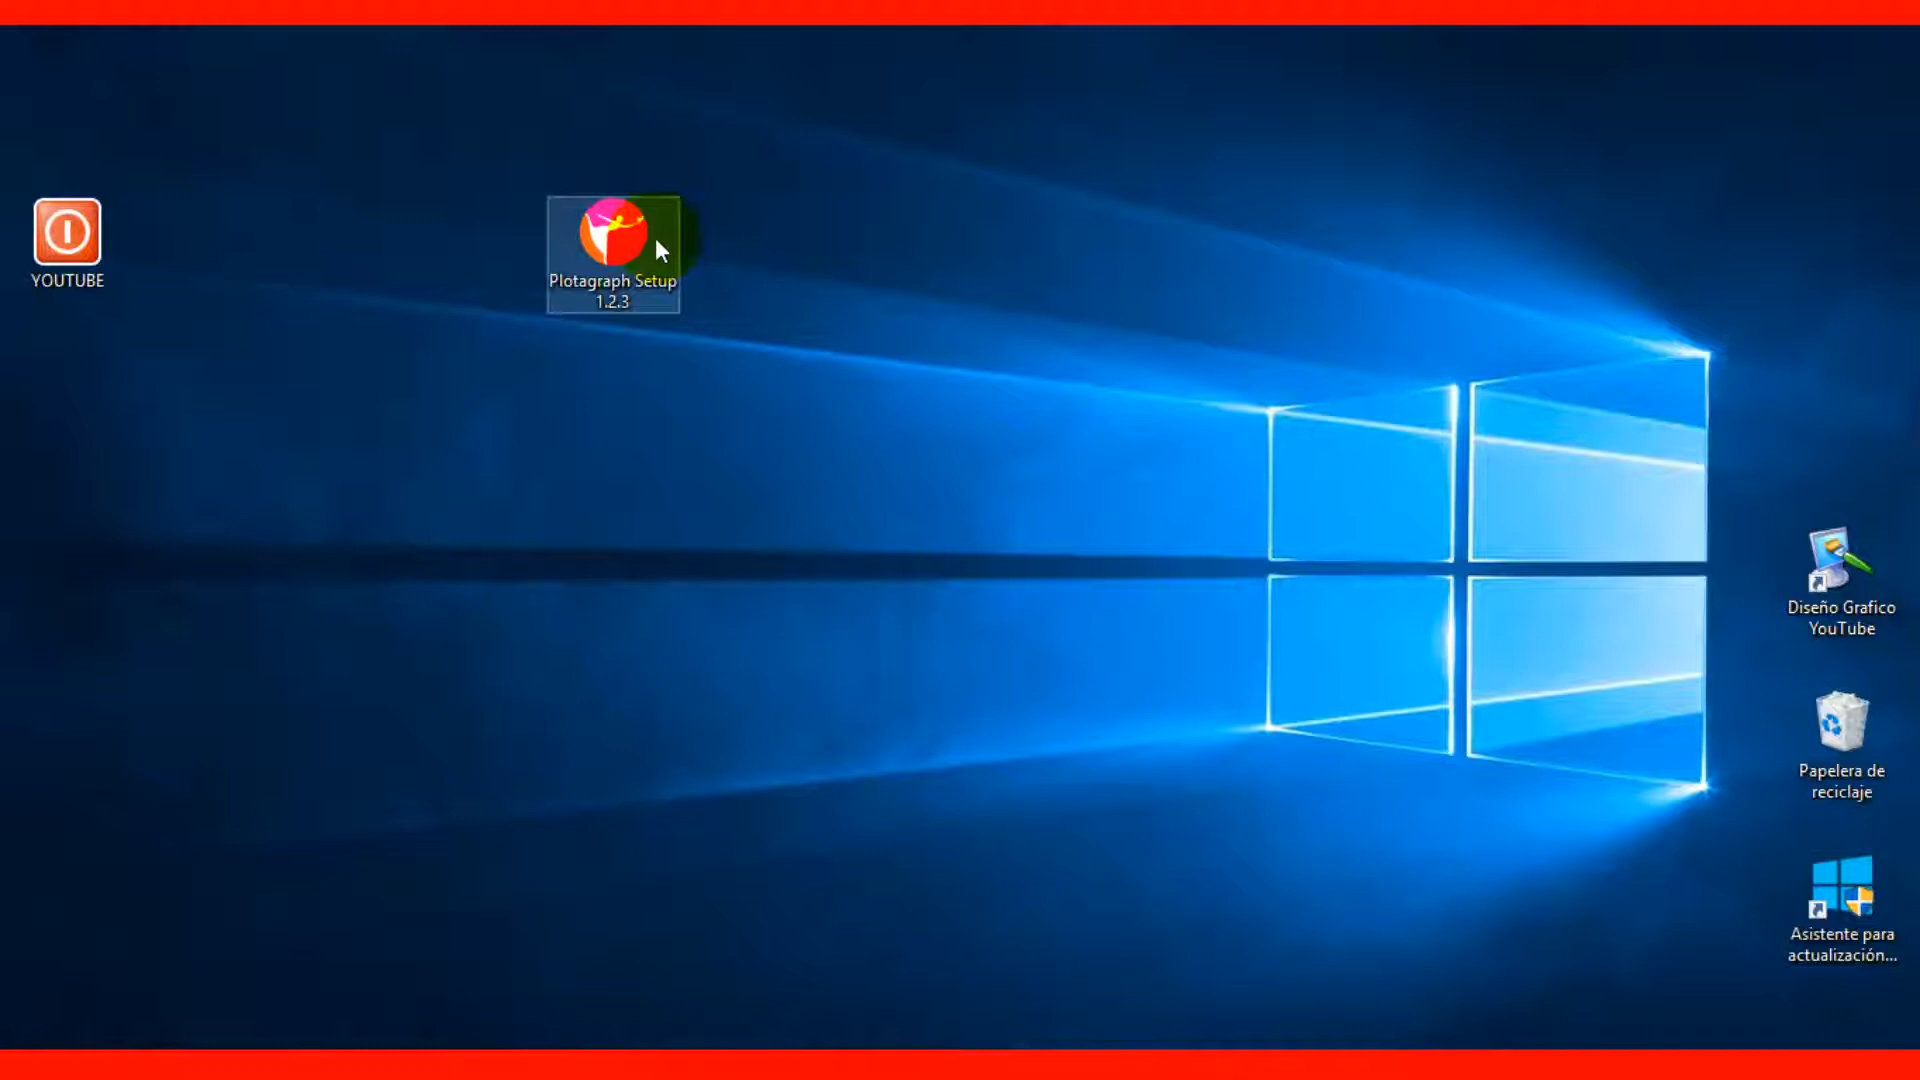 YOUTUBE
Plotagraph Setup
1.2.3
Diseño Grafico
YouTube
Papelera de
reciclaje
Asistente para
actualización...